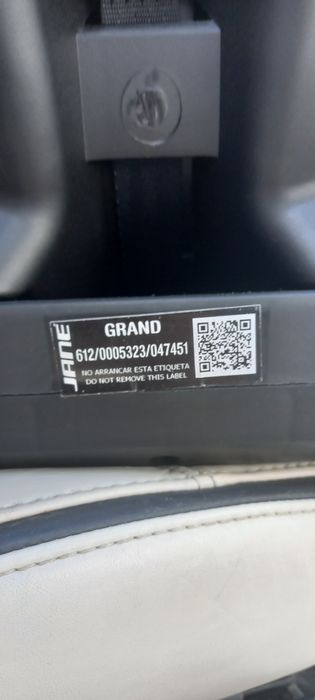 JANE
GRAND
612/0005323/047451
NO ARRANCAR ESTA ETIQUETA
DO NOT REMOVE THIS LABEL